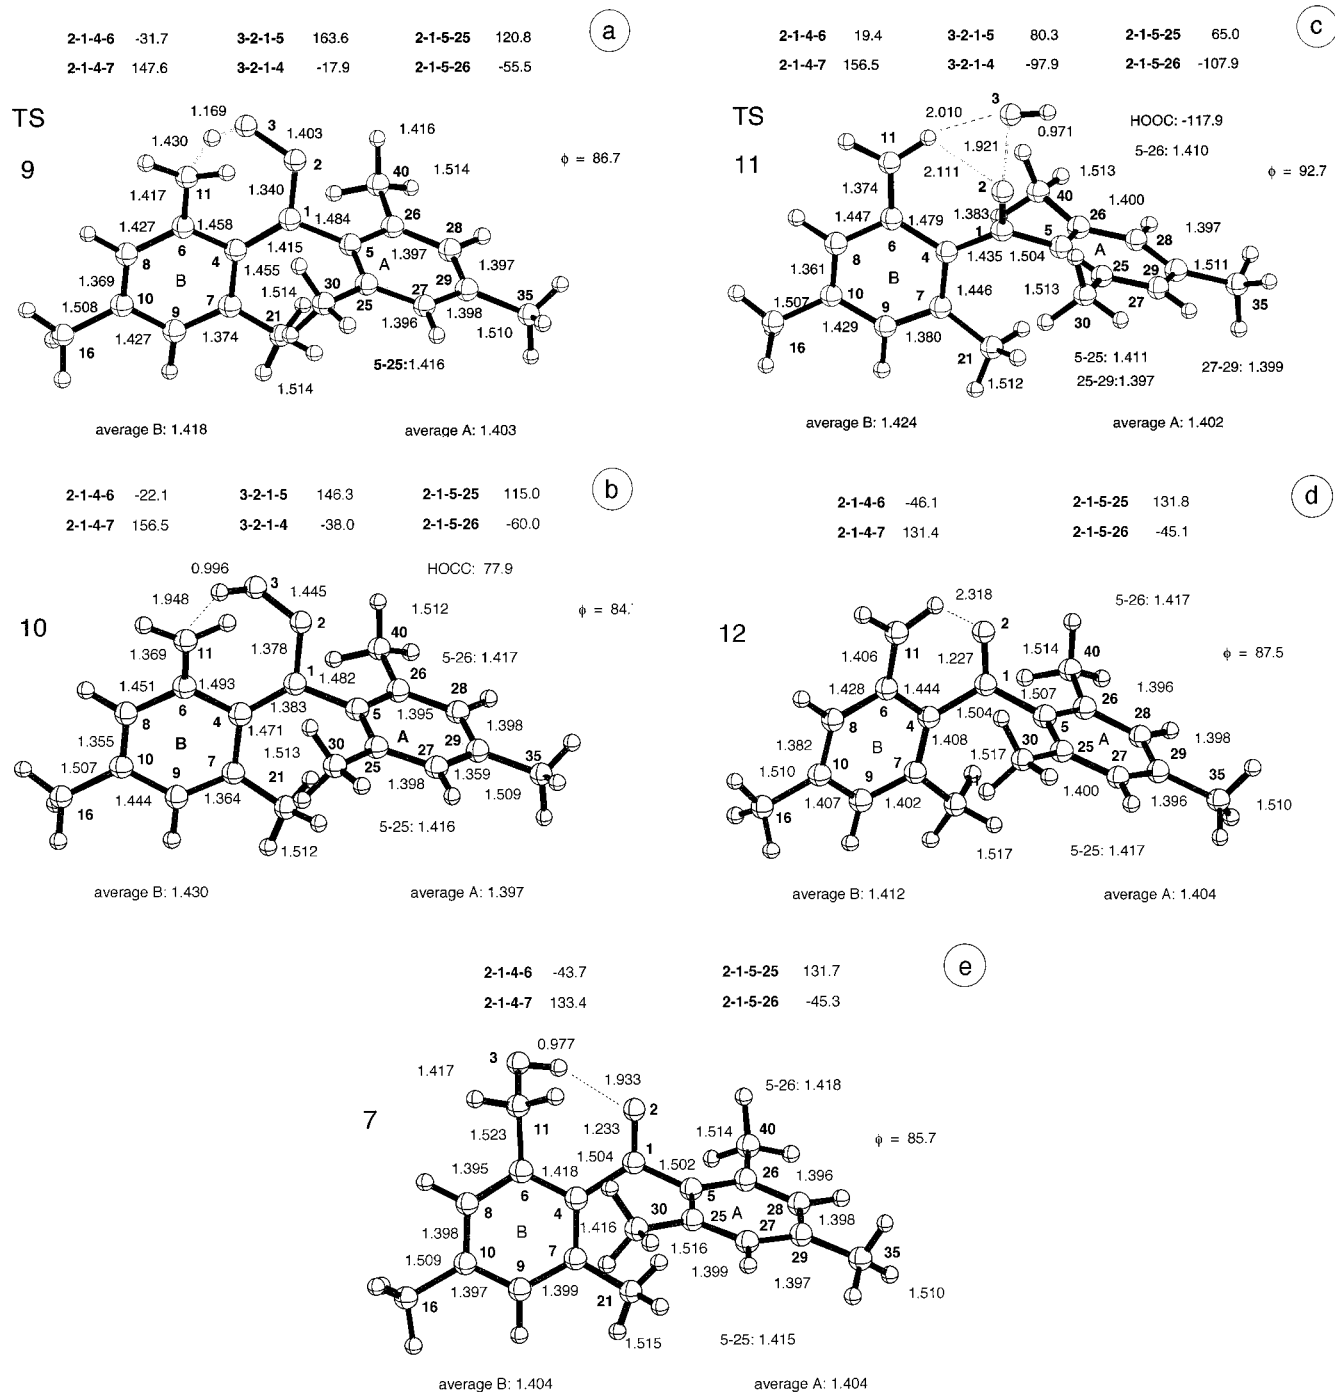 a
2-1-4-6 -31.7 3-2-1-5 163.6 2-1-5-25 120.8
2-1-4-7 147.6 3-2-1-4 -17.9 2-1-5-26 -55.5
TS
9
1.169 3 1.403 1.416
1.430 2 1.514 ϕ = 86.7
1.417 11 1.340 40
1.427 1.458 1 1.484 26 28
6 1.415 5 1.397
8 4 A 1.397
1.369 B 1.455 25 29
1.508 10 7 1.514 30 27 35
16 9 21 1.396 1.398
1.427 1.374 1.510
5-25:1.416
1.514
average B: 1.418 average A: 1.403
c
2-1-4-6 19.4 3-2-1-5 80.3 2-1-5-25 65.0
2-1-4-7 156.5 3-2-1-4 -97.9 2-1-5-26 -107.9
TS
11
2.010 3
11 0.971 HOOC: -117.9
1.921 5-26: 1.410
2.111 2 1.513 ϕ = 92.7
1.374 40 1.400
1.447 1.479 1.383 26 1.397
6 1 5 28
8 4 1.435 1.504 A
1.361 B 25 29 1.511
1.507 10 7 1.446 1.513 27 35
9 30
1.429 1.380
16 21 5-25: 1.411 27-29: 1.399
1.512 25-29:1.397
average B: 1.424 average A: 1.402
b
2-1-4-6 -22.1 3-2-1-5 146.3 2-1-5-25 115.0
2-1-4-7 156.5 3-2-1-4 -38.0 2-1-5-26 -60.0
HOCC: 77.9
10
0.996 3 1.445
1.948 2 1.512 ϕ = 84.
1.369 11 1.378 40 5-26: 1.417
1.451 1.493 1 1.482 26 28
6 1.383 5 1.395
8 4 1.471 A 1.398
1.355 B 1.513 30 29
10 7 25 27 35
1.507 9 21 1.398 1.359
16 1.444 1.364 1.509
5-25: 1.416
1.512
average B: 1.430 average A: 1.397
d
2-1-4-6 -46.1 2-1-5-25 131.8
2-1-4-7 131.4 2-1-5-26 -45.1
12
2.318 5-26: 1.417
2
11 1.514 40 ϕ = 87.5
1.406 1.227
1.428 1.444 1 1.507 26 1.396
6 1.504 28
8 4 5 A 1.398
1.382 B 1.408 30 25 29
10 7 1.517 27 35
1.510 9 1.400 1.396
16 1.407 1.402 1.510
1.517 5-25: 1.417
average B: 1.412 average A: 1.404
e
2-1-4-6 -43.7 2-1-5-25 131.7
2-1-4-7 133.4 2-1-5-26 -45.3
7
3 0.977
1.417 1.933 5-26: 1.418
2
11 1.233 1.514 40 ϕ = 85.7
1.523
1.395 1.418 1.504 1 1.502 26 1.396
6 5 28
8 4 30 25 A 1.398
1.398 B 1.416 27
10 7 1.516 29 35
1.509 9 1.399 1.397
16 1.397 1.399 21 1.510
1.515 5-25: 1.415
average B: 1.404 average A: 1.404